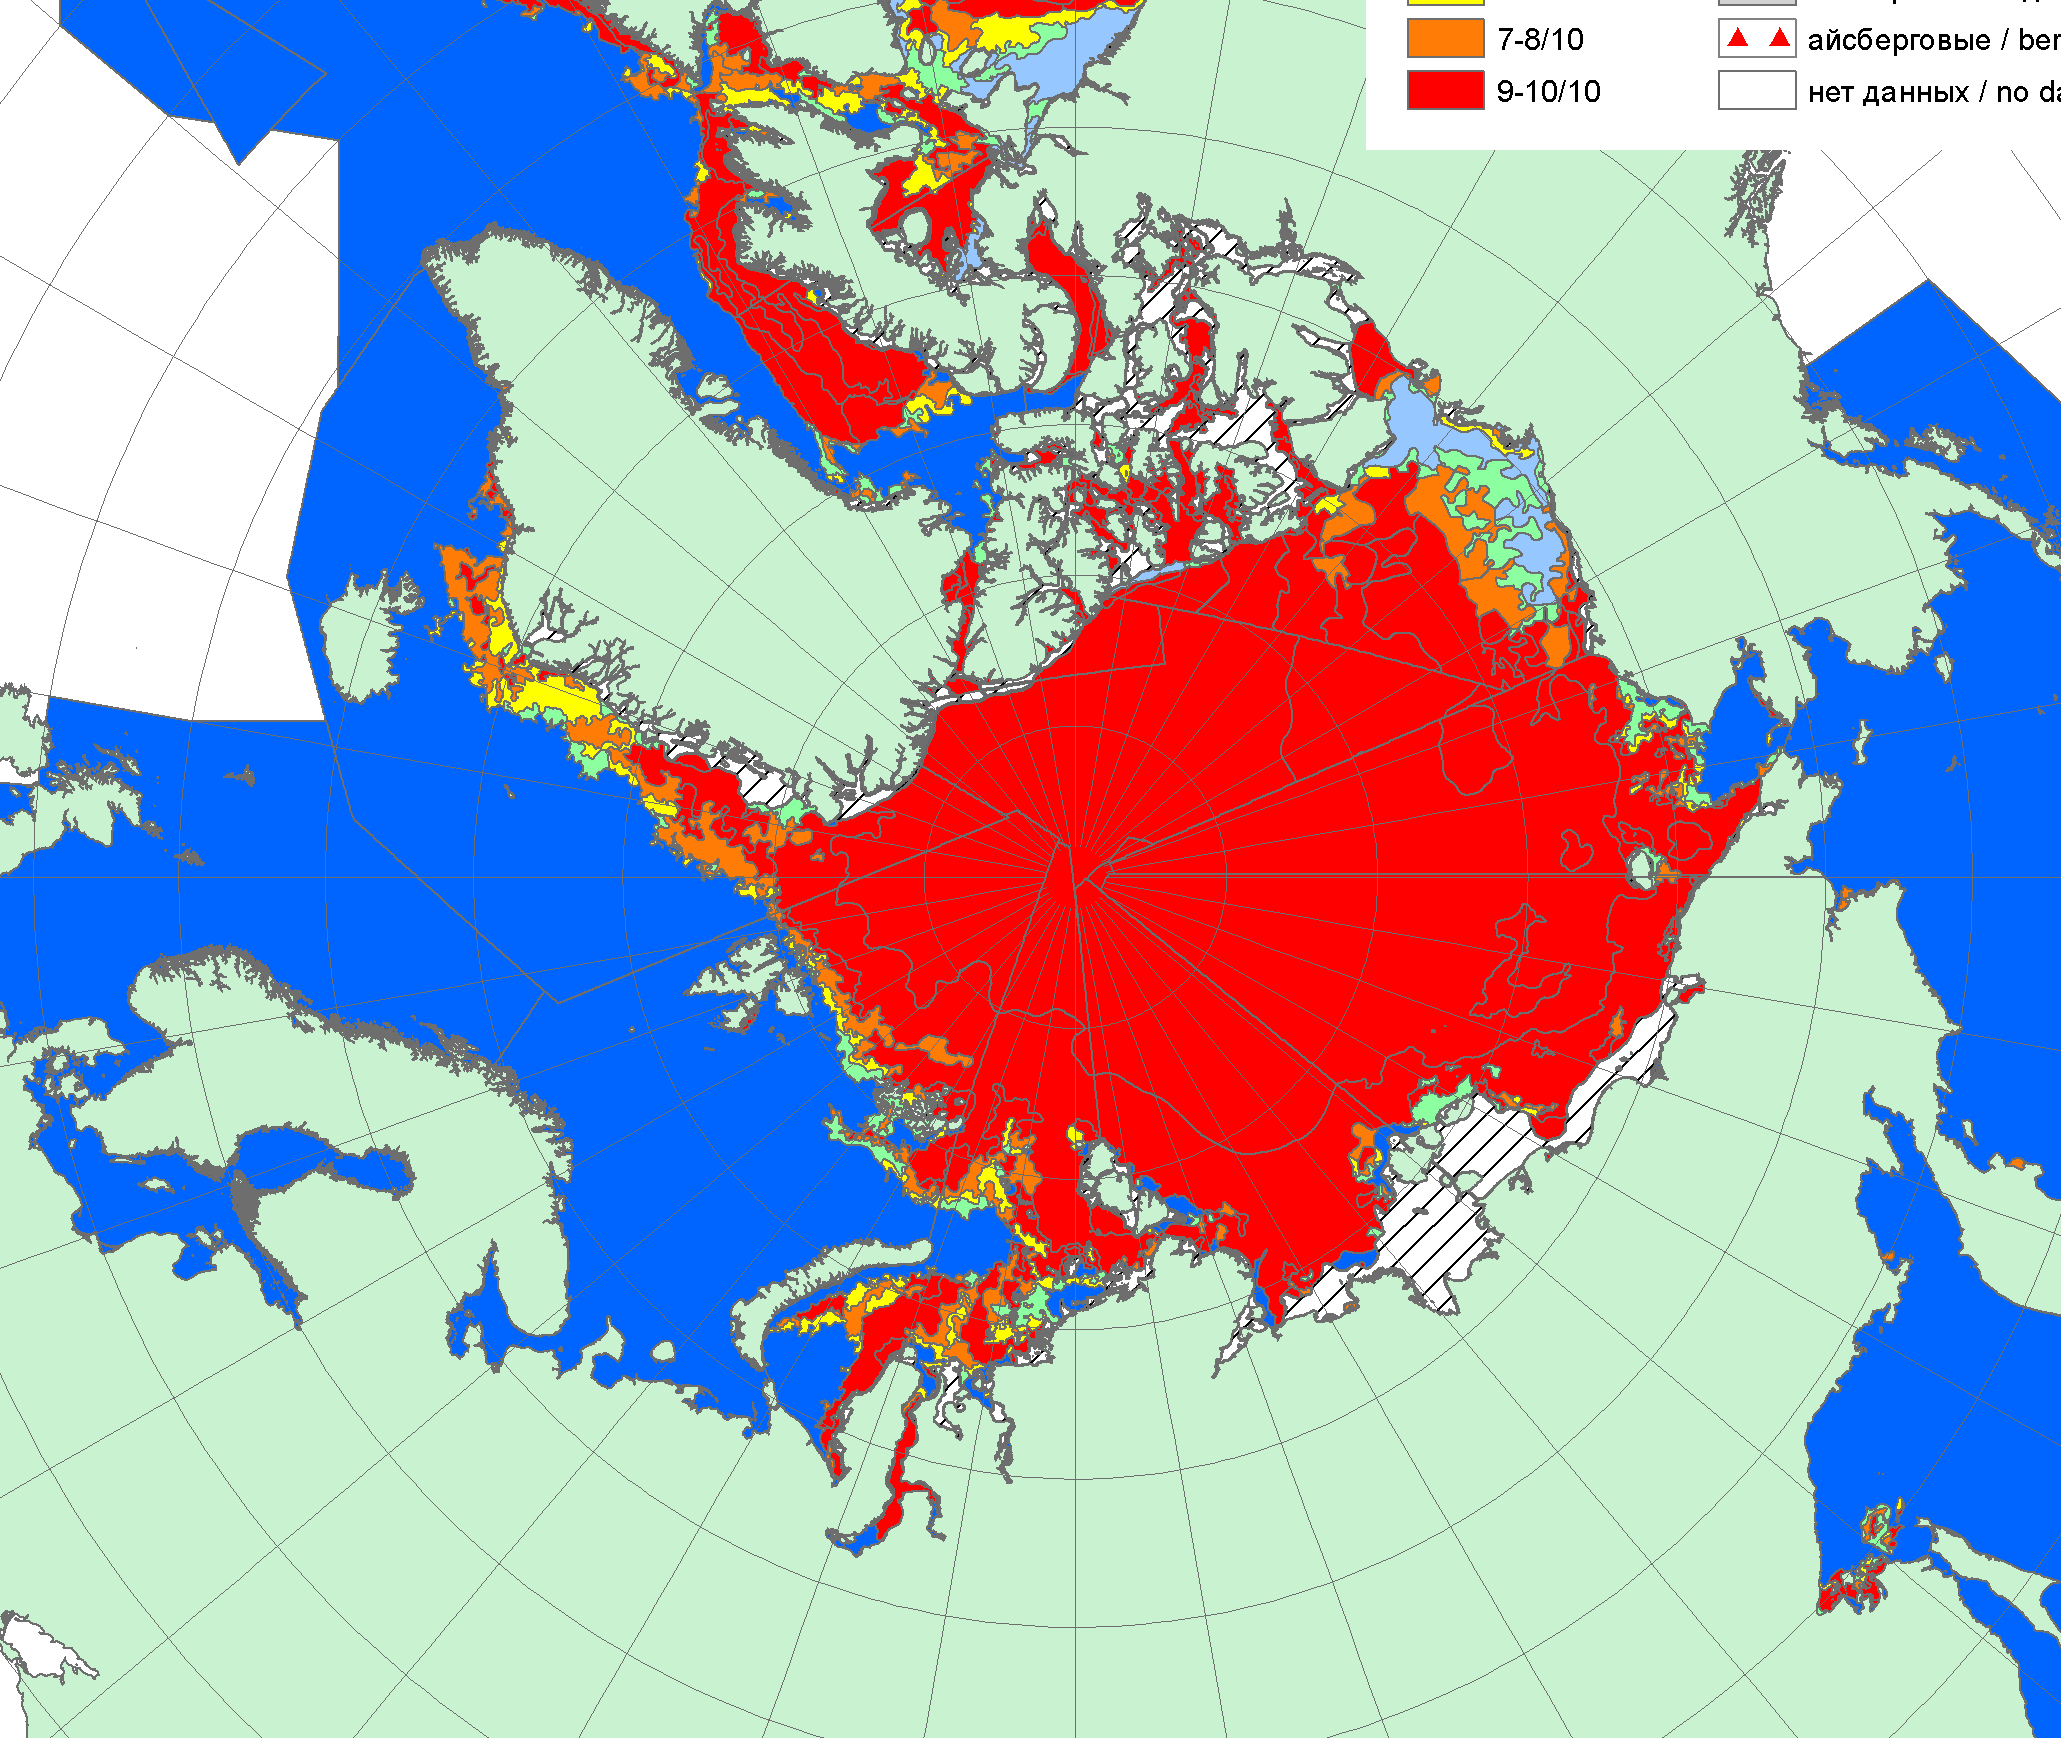 7-8/10
айсберговые / ber
9-10/10
нет данных / no da